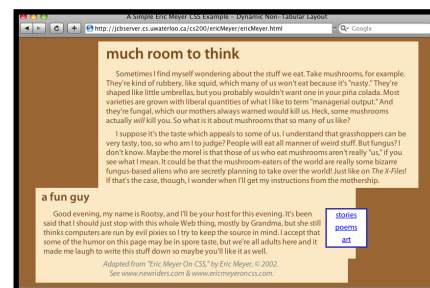 A Simple Eric Meyer CSS Example – Dynamic Non-Tabular Layout
http://jcbserver.cs.uwaterloo.ca/cs200/ericMeyer/ericMeyer.html
Google
much room to think
Sometimes I find myself wondering about the stuff we eat. Take mushrooms, for example.
They're kind of rubbery, like squid, which many of us won't eat because it's "nasty." They're
shaped like little umbrellas, but you probably wouldn't want one in your piña colada. Most
varieties are grown with liberal quantities of what I like to term "managerial output." And
they're fungal, which our mothers always warned would kill us. Heck, some mushrooms
actually will kill you. So what is it about mushrooms that so many of us like?
I suppose it's the taste which appeals to some of us. I understand that grasshoppers can be
very tasty, too, so who am I to judge? People will eat all manner of weird stuff. But fungus? I
don't know. Maybe the morel is that those of us who eat mushrooms aren't really "us," if you
see what I mean. It could be that the mushroom-eaters of the world are really some bizarre
fungus-based aliens who are secretly planning to take over the world! Just like on The X-Files!
If that's the case, though, I wonder when I'll get my instructions from the mothership.
a fun guy
Good evening, my name is Rootsy, and I'll be your host for this evening. It's been
said that I should just stop with this whole Web thing, mostly by Grandma, but she still
thinks computers are run by evil pixies so I try to keep the source in mind. I accept that
some of the humor on this page may be in spore taste, but we're all adults here and it
made me laugh to write this stuff down so maybe you'll like it as well.
stories
poems
art
Adapted from "Eric Meyer On CSS," by Eric Meyer, © 2002.
See www.newriders.com & www.ericmeyeroncss.com.